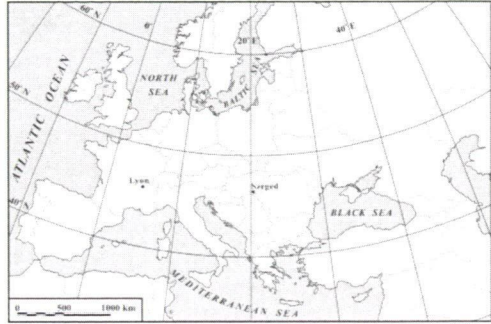 60°N
0°
20°E
40°E
NORTH
SEA
BALTIC SEA
50°N
ATLANTIC OCEAN
Lyon
Szeged
40°N
BLACK SEA
MEDITERRANEAN SEA
0 500 1000 km